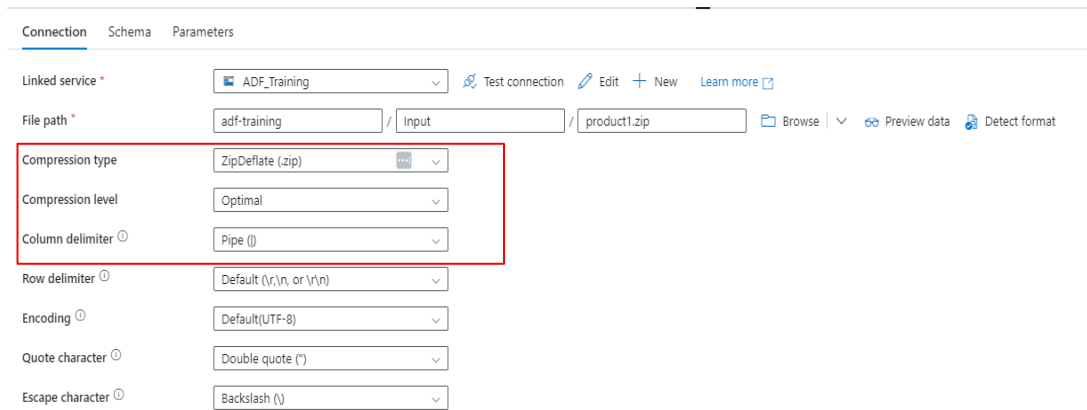 Connection Schema Parameters
Linked service * ADF_Training Test connection Edit New Learn more
File path * adf-training / Input / product1.zip Browse Preview data Detect format
Compression type ZipDeflate (.zip)
Compression level Optimal
Column delimiter Pipe (|)
Row delimiter Default (\r,\n, or \r\n)
Encoding Default(UTF-8)
Quote character Double quote (")
Escape character Backslash (\)